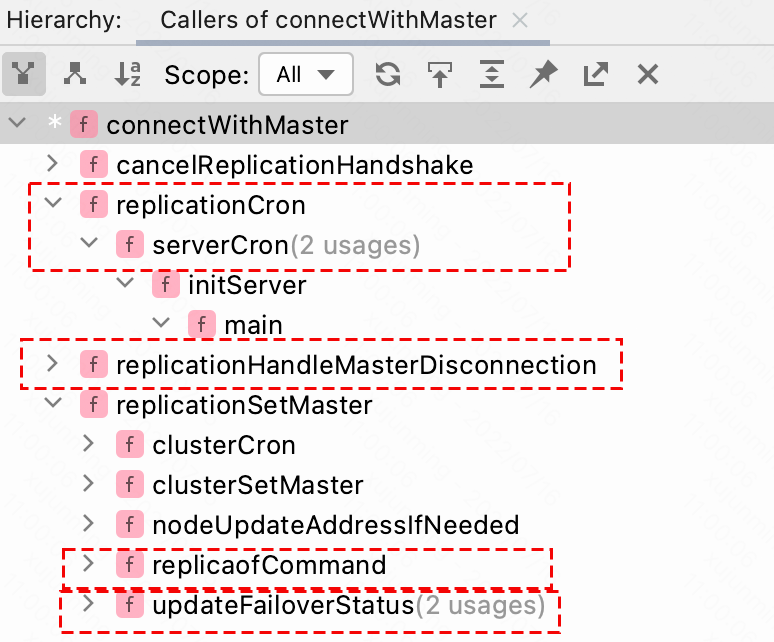 Hierarchy: Callers of connectWithMaster
Scope: All
* f connectWithMaster
f cancelReplicationHandshake
f replicationCron
f serverCron(2 usages)
f initServer
f main
f replicationHandleMasterDisconnection
f replicationSetMaster
f clusterCron
f clusterSetMaster
f nodeUpdateAddressIfNeeded
f replicaofCommand
f updateFailoverStatus(2 usages)